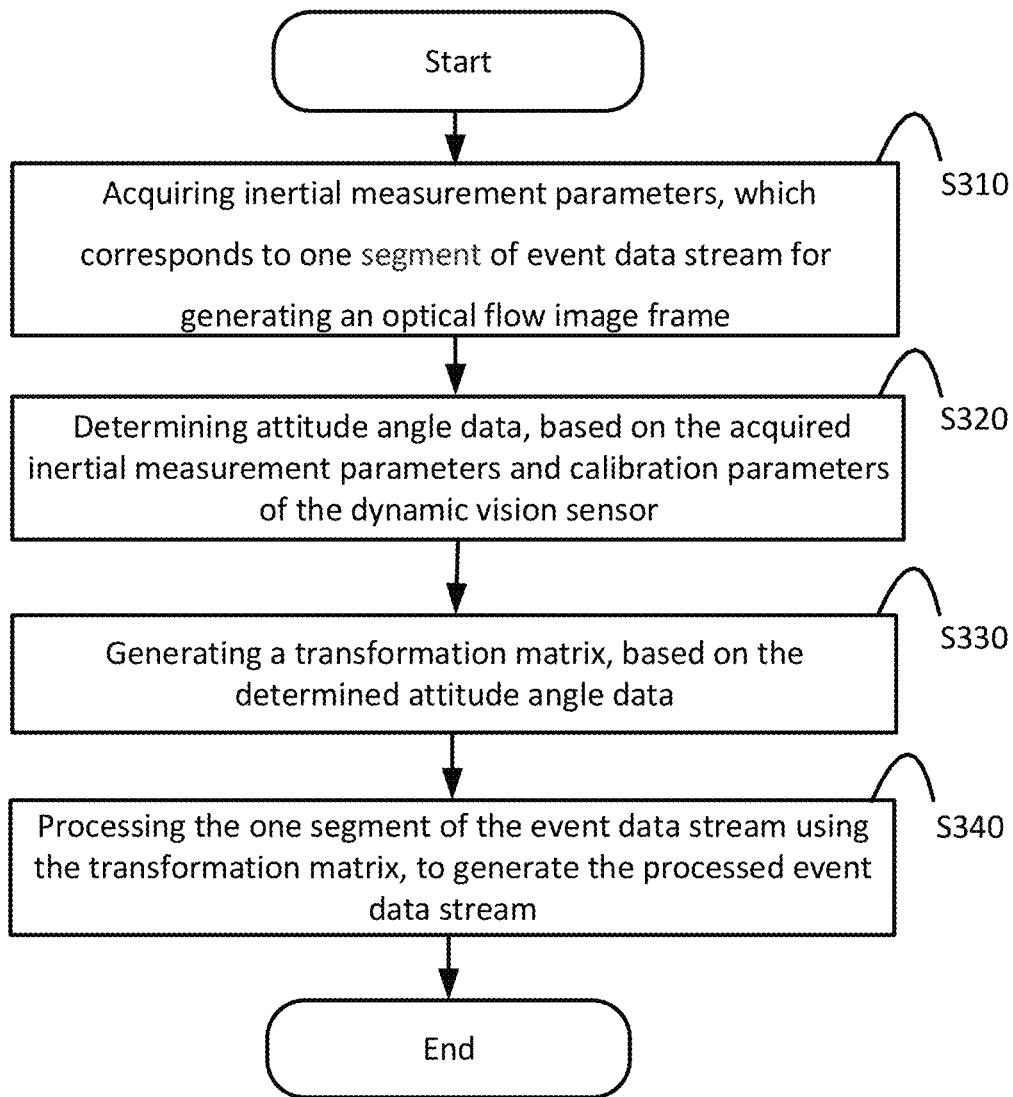 Start
S310
Acquiring inertial measurement parameters, which
corresponds to one segment of event data stream for
generating an optical flow image frame
S320
Determining attitude angle data, based on the acquired
inertial measurement parameters and calibration parameters
of the dynamic vision sensor
S330
Generating a transformation matrix, based on the
determined attitude angle data
S340
Processing the one segment of the event data stream using
the transformation matrix, to generate the processed event
data stream
End